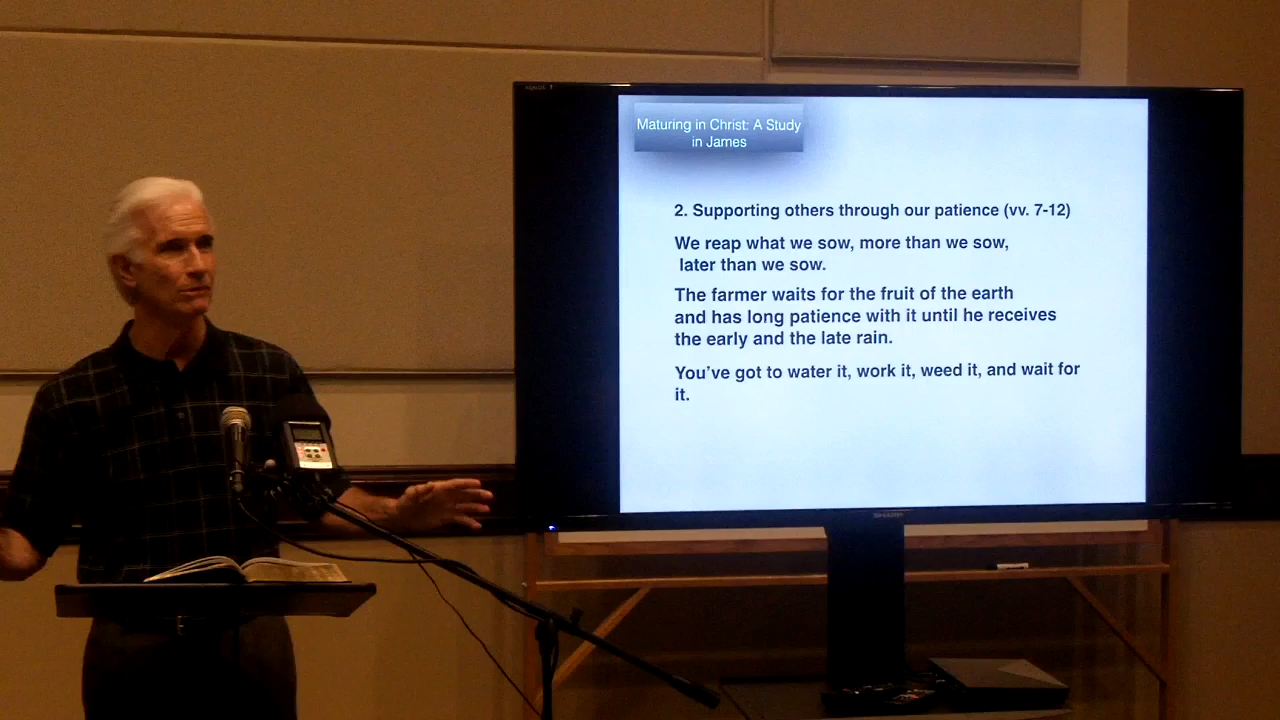 Maturing in Christ: A Study
in James
2. Supporting others through our patience (vv. 7-12)
We reap what we sow, more than we sow,
later than we sow.
The farmer waits for the fruit of the earth
and has long patience with it until he receives
the early and the late rain.
You’ve got to water it, work it, weed it, and wait for
it.
SHARP